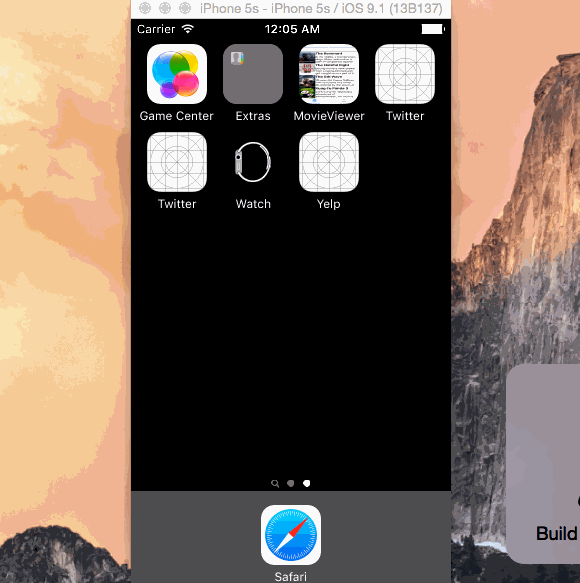 iPhone 5s - iPhone 5s / iOS 9.1 (13B137)
Carrier 12:05 AM
Game Center Extras MovieViewer Twitter
Twitter Watch Yelp
Safari
Build